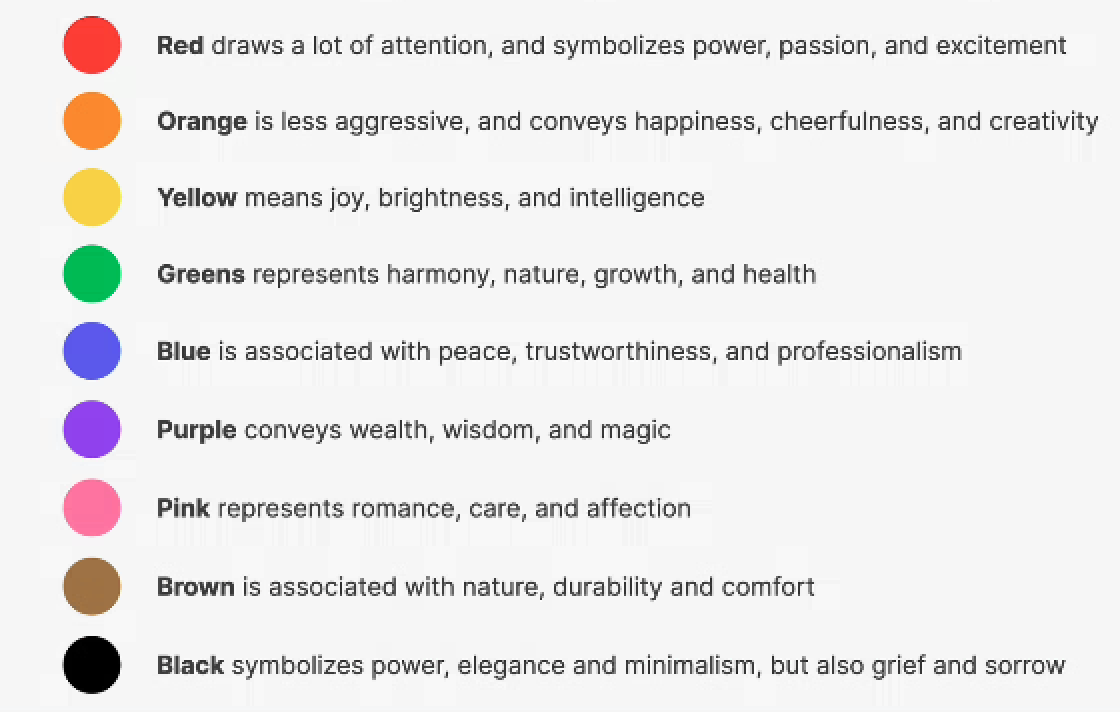 Red draws a lot of attention, and symbolizes power, passion, and excitement
Orange is less aggressive, and conveys happiness, cheerfulness, and creativity
Yellow means joy, brightness, and intelligence
Greens represents harmony, nature, growth, and health
Blue is associated with peace, trustworthiness, and professionalism
Purple conveys wealth, wisdom, and magic
Pink represents romance, care, and affection
Brown is associated with nature, durability and comfort
Black symbolizes power, elegance and minimalism, but also grief and sorrow